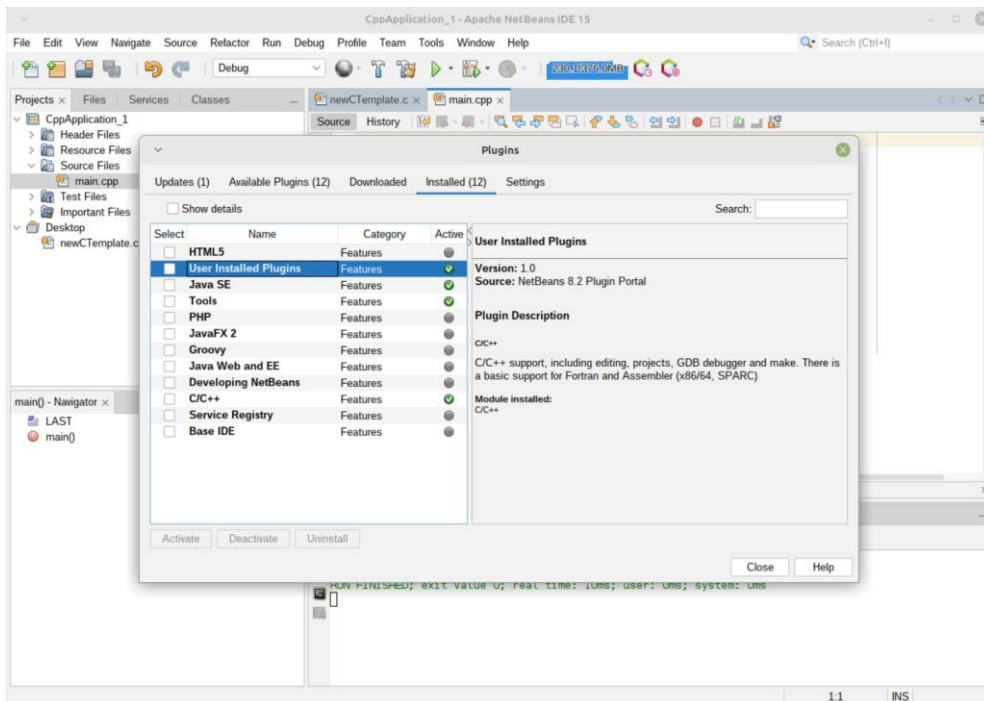 CppApplication_1 - Apache NetBeans IDE 15
File Edit View Navigate Source Refactor Run Debug Profile Team Tools Window Help
Search (Ctrl+I)
Debug
230.1/376.0MB
Projects Files Services Classes
newCTemplate.c main.cpp
CppApplication_1
Source History
Header Files
Resource Files
Source Files
main.cpp
Test Files
Important Files
Desktop
newCTemplate.c
Plugins
Updates (1) Available Plugins (12) Downloaded Installed (12) Settings
Show details
Search:
Select Name Category Active
HTML5 Features
User Installed Plugins Features
Java SE Features
Tools Features
PHP Features
JavaFX 2 Features
Groovy Features
Java Web and EE Features
Developing NetBeans Features
C/C++ Features
Service Registry Features
Base IDE Features
User Installed Plugins
Version: 1.0
Source: NetBeans 8.2 Plugin Portal
Plugin Description
C/C++
C/C++ support, including editing, projects, GDB debugger and make. There is
a basic support for Fortran and Assembler (x86/64, SPARC)
Module installed:
C/C++
Activate Deactivate Uninstall
Close Help
main() - Navigator
LAST
main()
RUN FINISHED; exit value 0; real time: 10ms; user: 0ms; system: 0ms
1:1 INS